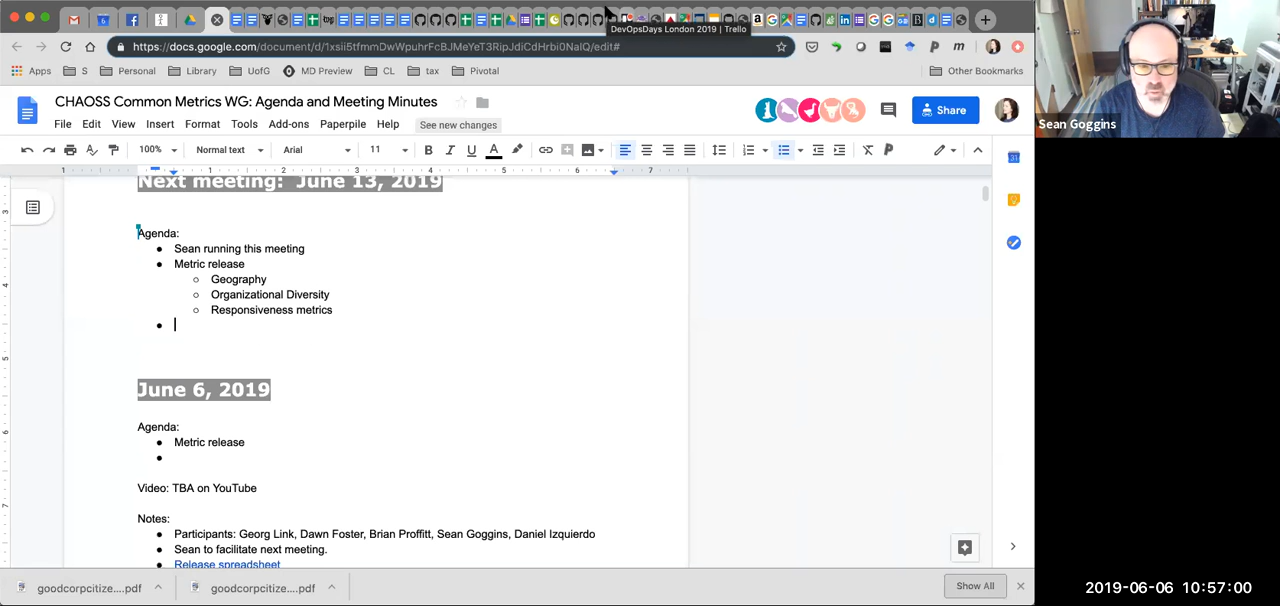 DevOpsDays London 2019 | Trello
https://docs.google.com/document/d/1xsii5tfmmDwWpuhrFcBJMeYeT3RipJdiCdHrbi0NaIQ/edit#
Apps S Personal Library UofG MD Preview CL tax Pivotal Other Bookmarks
CHAOSS Common Metrics WG: Agenda and Meeting Minutes
Share
File Edit View Insert Format Tools Add-ons Paperpile Help See new changes
100% Normal text Arial 11
Next meeting: June 13, 2019
Agenda:
Sean running this meeting
Metric release
Geography
Organizational Diversity
Responsiveness metrics
June 6, 2019
Agenda:
Metric release
Video: TBA on YouTube
Notes:
Participants: Georg Link, Dawn Foster, Brian Proffitt, Sean Goggins, Daniel Izquierdo
Sean to facilitate next meeting.
Release spreadsheet
goodcorpcitize....pdf goodcorpcitize....pdf Show All
Sean Goggins
2019-06-06 10:57:00